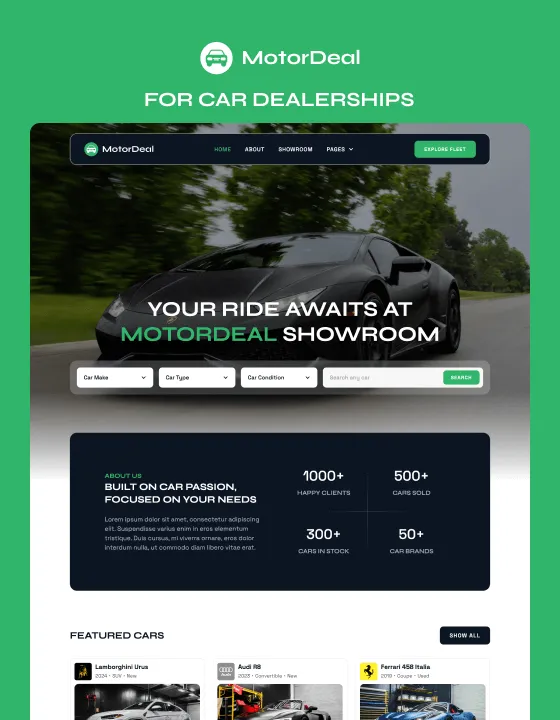 MotorDeal
FOR CAR DEALERSHIPS
MotorDeal HOME ABOUT SHOWROOM PAGES EXPLORE FLEET
YOUR RIDE AWAITS AT
MOTORDEAL SHOWROOM
Car Make Car Type Car Condition Search any car SEARCH
ABOUT US
BUILT ON CAR PASSION,
FOCUSED ON YOUR NEEDS
Lorem ipsum dolor sit amet, consectetur adipiscing
elit. Suspendisse varius enim in eros elementum
tristique. Duis cursus, mi viverra ornare, eros dolor
interdum nulla, ut commodo diam libero vitae erat.
1000+ 500+
HAPPY CLIENTS CARS SOLD
300+ 50+
CARS IN STOCK CAR BRANDS
FEATURED CARS SHOW ALL
Lamborghini Urus
2024 • SUV • New
Audi R8
2023 • Convertible • New
Ferrari 458 Italia
2019 • Coupe • Used